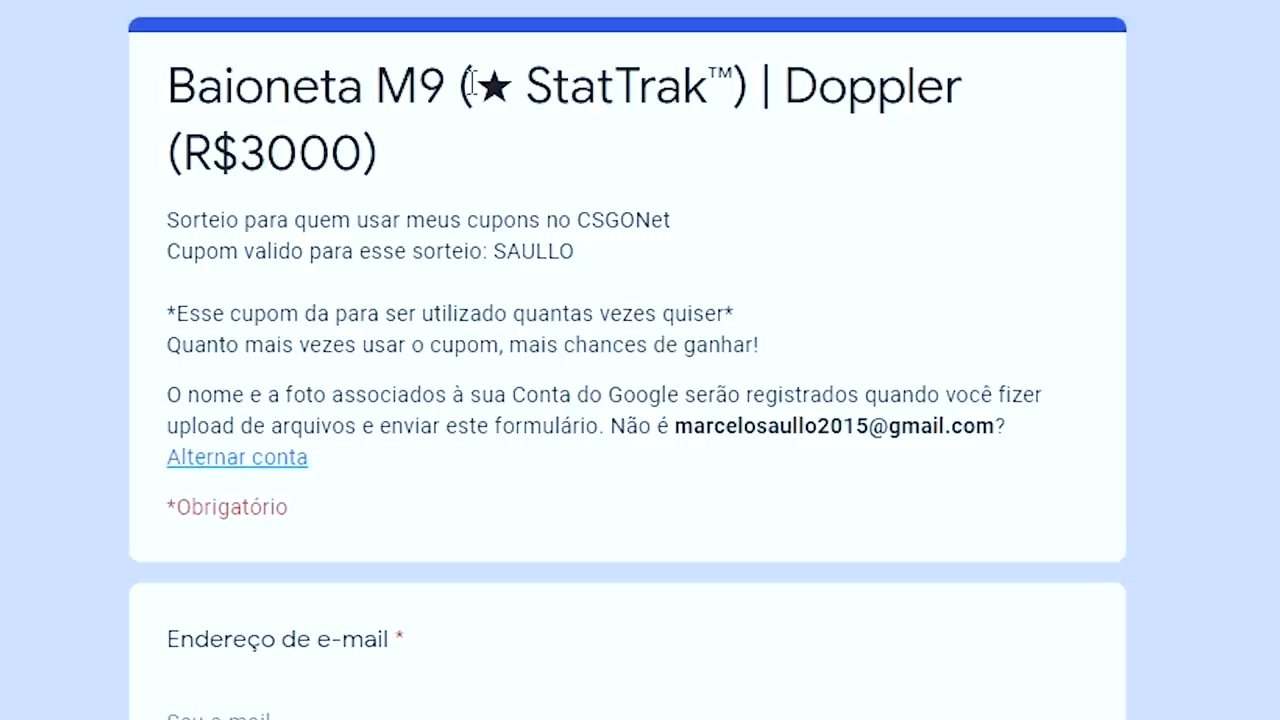 Baioneta M9 (★ StatTrak™) | Doppler
(R$3000)
Sorteio para quem usar meus cupons no CSGONet
Cupom valido para esse sorteio: SAULLO
*Esse cupom da para ser utilizado quantas vezes quiser*
Quanto mais vezes usar o cupom, mais chances de ganhar!
O nome e a foto associados à sua Conta do Google serão registrados quando você fizer
upload de arquivos e enviar este formulário. Não é marcelosaullo2015@gmail.com?
Alternar conta
*Obrigatório
Endereço de e-mail *
Seu e-mail